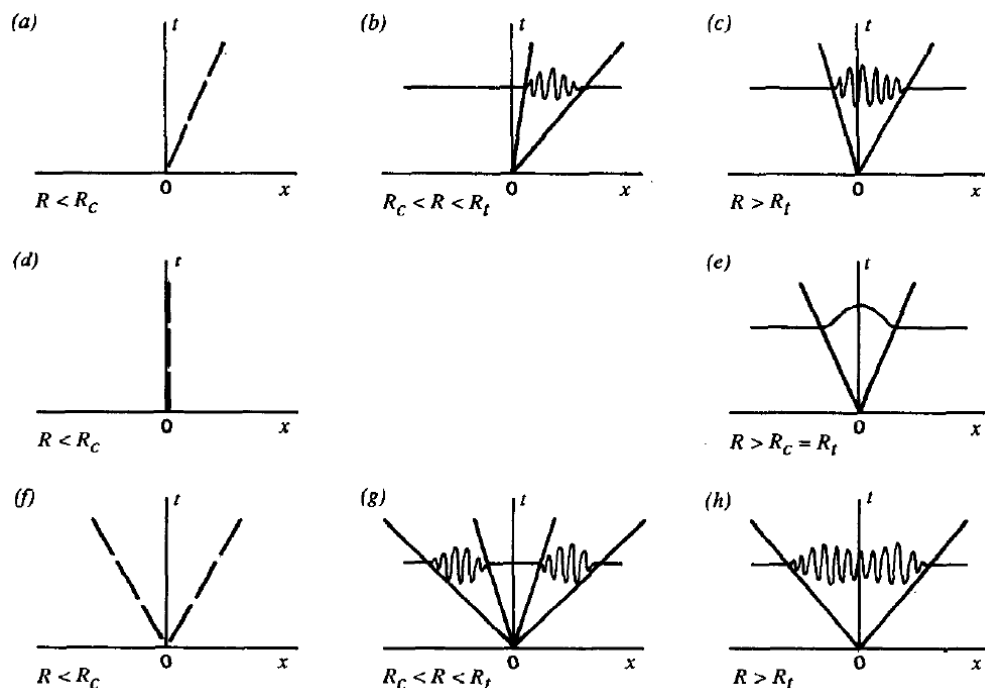 (a) t
0 x
R < R_c
(b) t
0 x
R_c < R < R_t
(c) t
0 x
R > R_t
(d) t
0 x
R < R_c
(e) t
0 x
R > R_c = R_t
(f) t
0 x
R < R_c
(g) t
0 x
R_c < R < R_t
(h) t
0 x
R > R_t